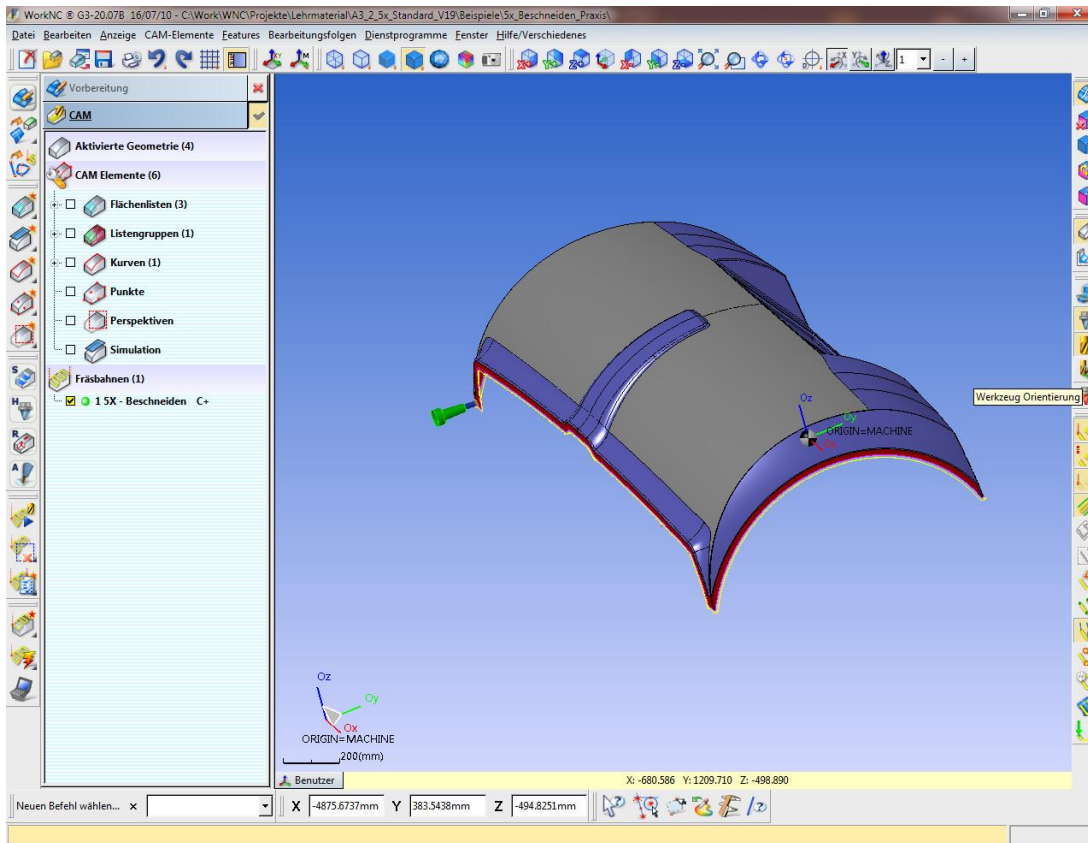 WorkNC ® G3-20.07B 16/07/10 - C:\Work\WNC\Projekte\Lehrmaterial\A3_2_5x_Standard_V19\Beispiele\5x_Beschneiden_Praxis\
Datei Bearbeiten Anzeige CAM-Elemente Features Bearbeitungsfolgen Dienstprogramme Fenster Hilfe/Verschiedenes
1 - +
Vorbereitung
CAM
Aktivierte Geometrie (4)
CAM Elemente (6)
Flächenlisten (3)
Listengruppen (1)
Kurven (1)
Punkte
Perspektiven
Simulation
Fräsbahnen (1)
1 5X - Beschneiden C+
S
H
R
A
Werkzeug Orientierung
Oz
Oy
ORIGIN=MACHINE
Ox
Oz
Oy
Ox
ORIGIN=MACHINE
200(mm)
Benutzer
X: -680.586 Y: 1209.710 Z: -498.890
Neuen Befehl wählen... x
X -4875.6737mm Y 383.5438mm Z -494.8251mm